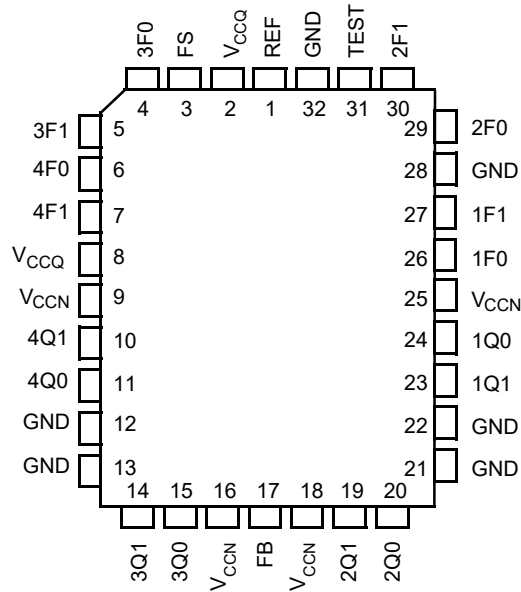 3F0 FS VCCQ REF GND TEST 2F1
4 3 2 1 32 31 30
3F1 5 29 2F0
4F0 6 28 GND
4F1 7 27 1F1
VCCQ 8 26 1F0
VCCN 9 25 VCCN
4Q1 10 24 1Q0
4Q0 11 23 1Q1
GND 12 22 GND
GND 13 21 GND
14 15 16 17 18 19 20
3Q1 3Q0 VCCN FB VCCN 2Q1 2Q0